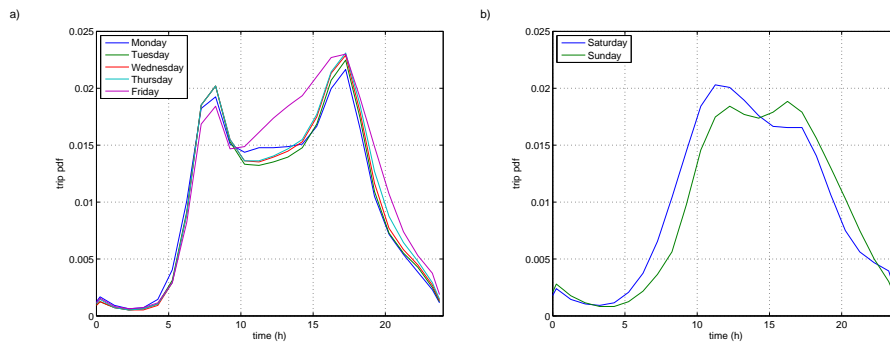 a)
0.025
0.02
0.015
0.01
0.005
0
trip pdf
Monday
Tuesday
Wednesday
Thursday
Friday
0 5 10 15 20
time (h)
b)
0.025
0.02
0.015
0.01
0.005
0
trip pdf
Saturday
Sunday
0 5 10 15 20
time (h)